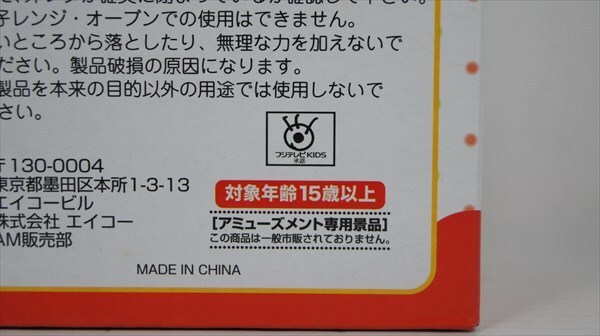 子レンジ・オーブンでの使用はできません。
いところから落としたり、無理な力を加えないで
ださい。製品破損の原因になります。
製品を本来の目的以外の用途では使用しないで
さい。
フジテレビKIDS
承認
〒130-0004
東京都墨田区本所1-3-13
エイコービル
株式会社 エイコー
AM販売部
対象年齢15歳以上
[アミューズメント専用景品]
この商品は一般市販されておりません。
MADE IN CHINA